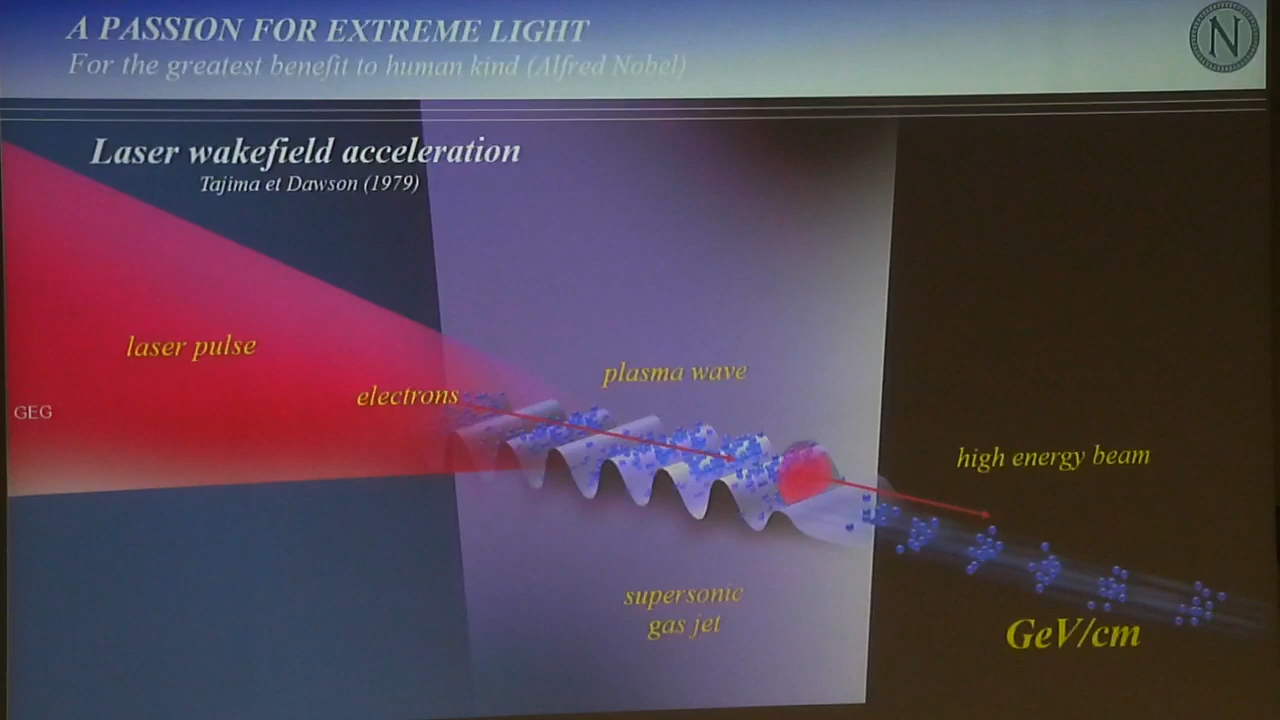 A PASSION FOR EXTREME LIGHT
For the greatest benefit to human kind (Alfred Nobel)
N
Laser wakefield acceleration
Tajima et Dawson (1979)
laser pulse
plasma wave
electrons
GEG
high energy beam
supersonic
gas jet
GeV/cm